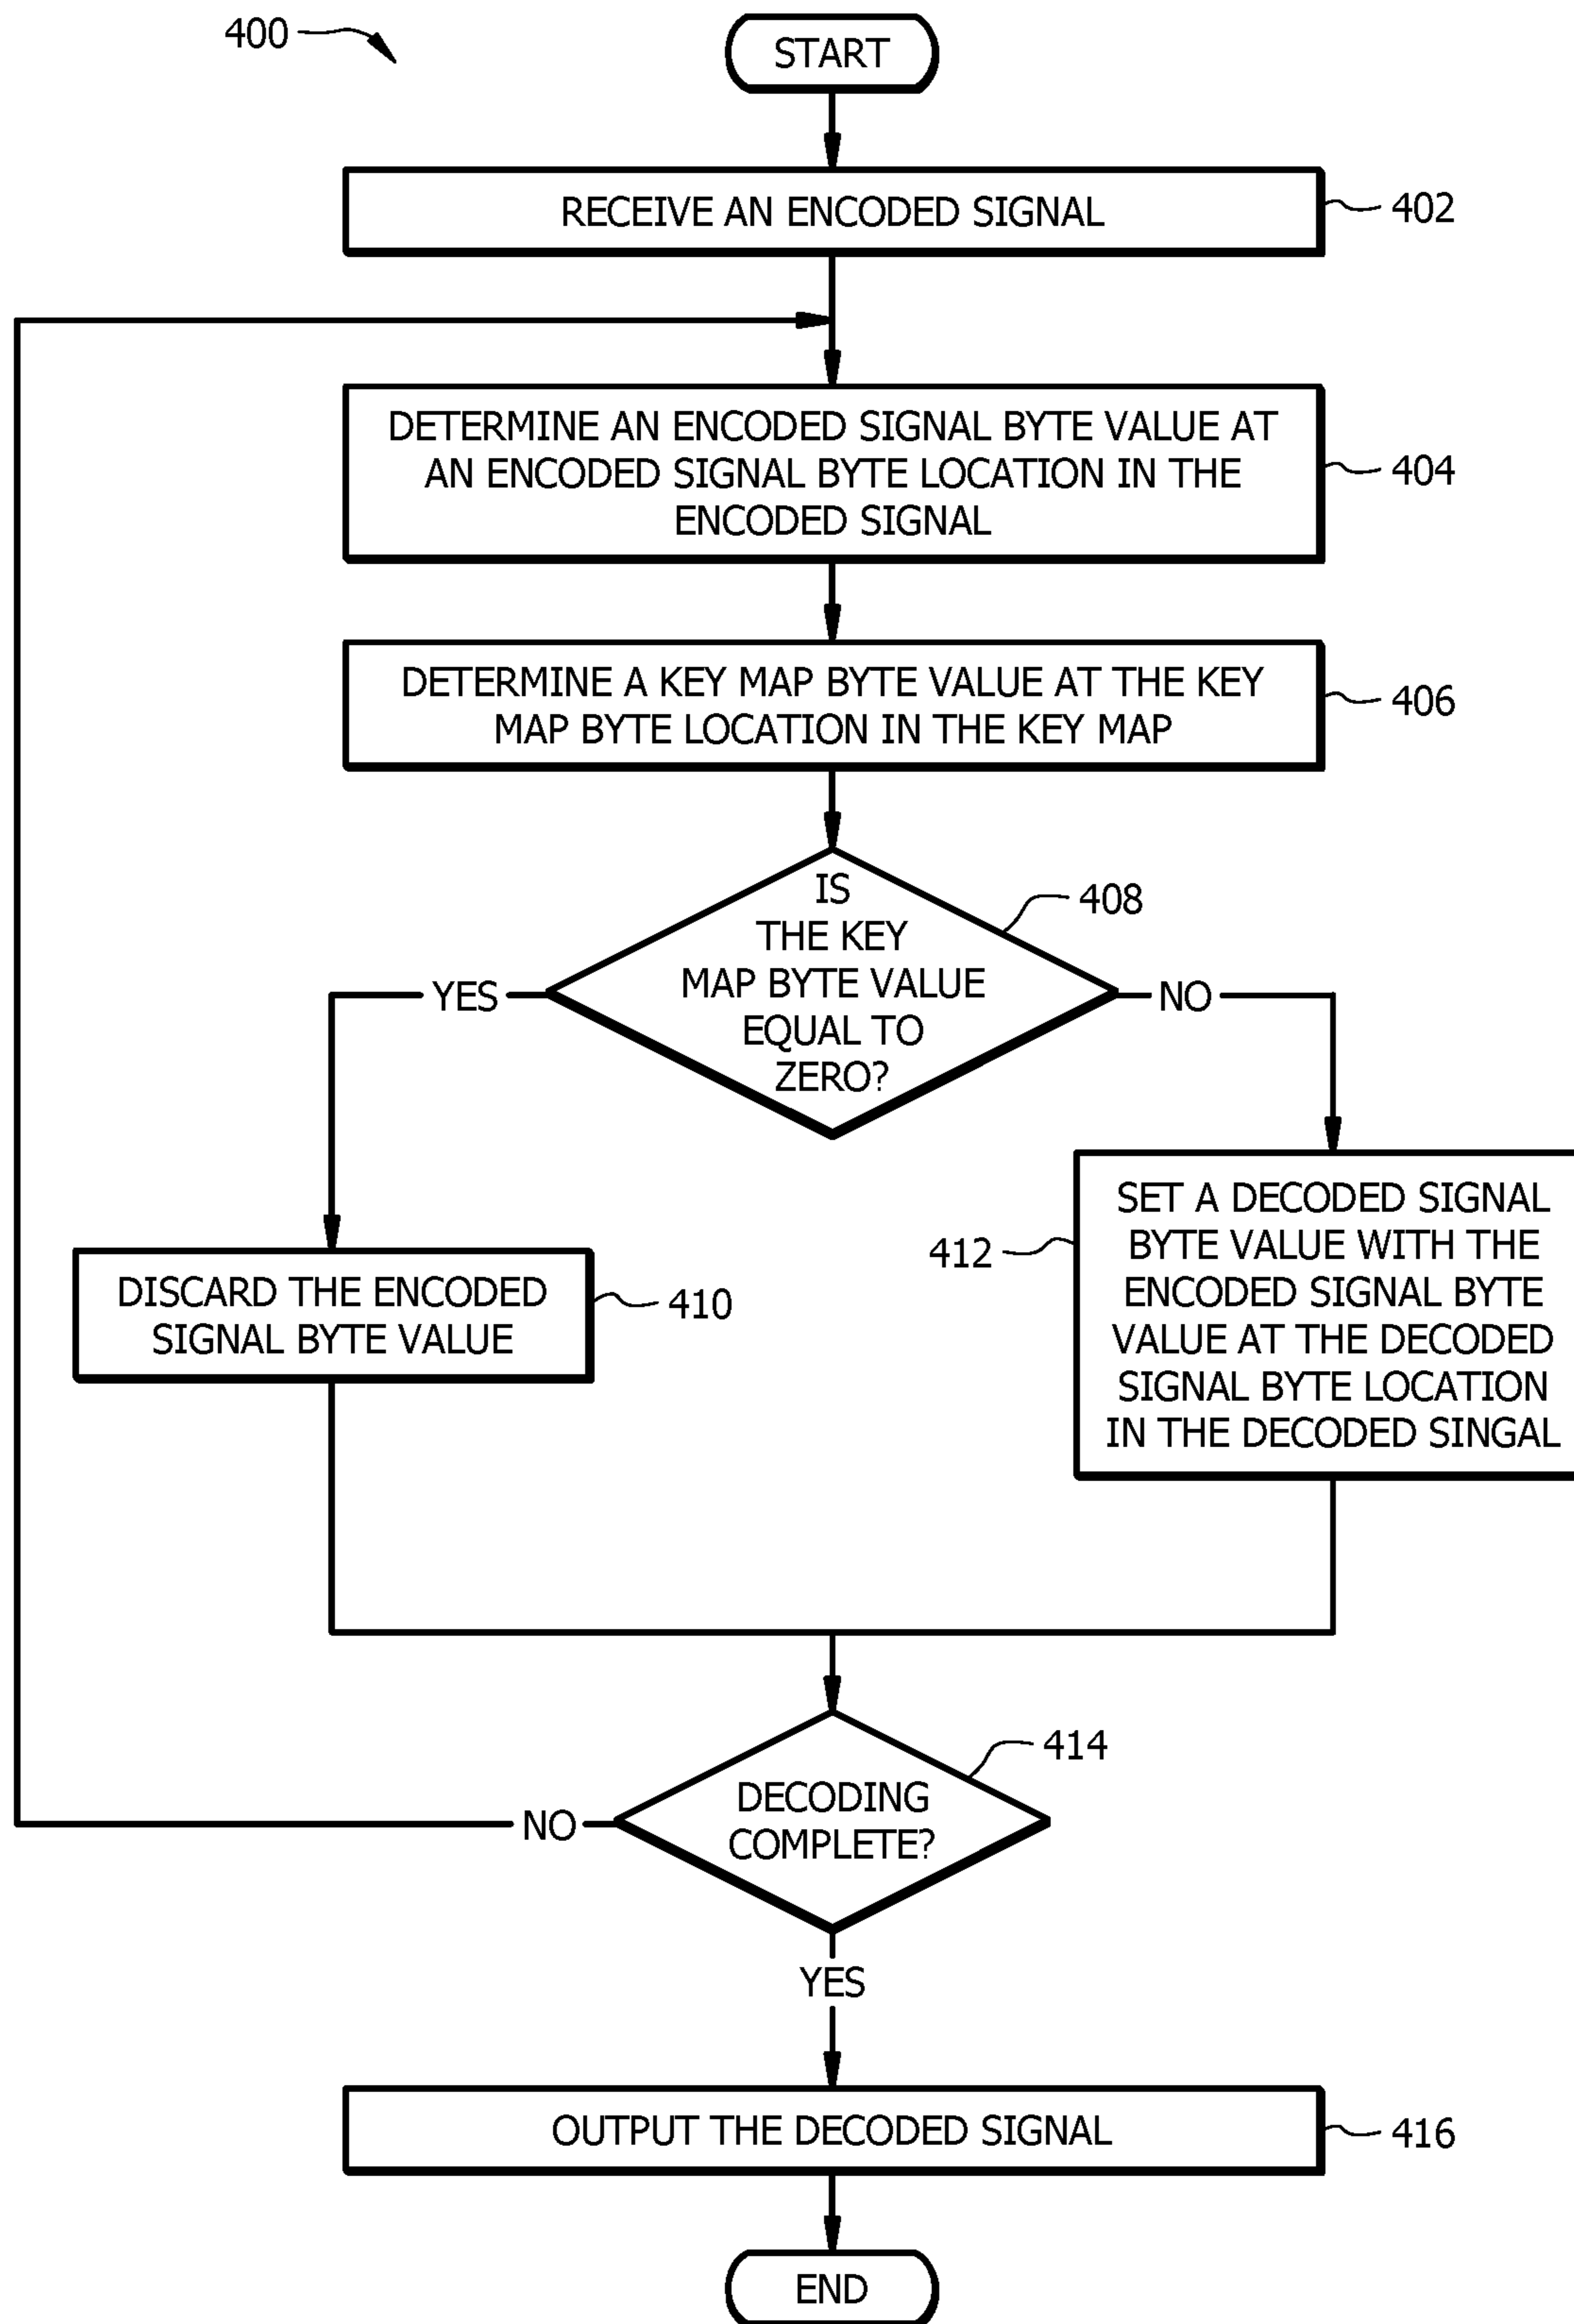 400
START
RECEIVE AN ENCODED SIGNAL
402
DETERMINE AN ENCODED SIGNAL BYTE VALUE AT
AN ENCODED SIGNAL BYTE LOCATION IN THE
ENCODED SIGNAL
404
DETERMINE A KEY MAP BYTE VALUE AT THE KEY
MAP BYTE LOCATION IN THE KEY MAP
406
IS
THE KEY
MAP BYTE VALUE
EQUAL TO
ZERO?
408
YES
NO
DISCARD THE ENCODED
SIGNAL BYTE VALUE
410
412
SET A DECODED SIGNAL
BYTE VALUE WITH THE
ENCODED SIGNAL BYTE
VALUE AT THE DECODED
SIGNAL BYTE LOCATION
IN THE DECODED SINGAL
DECODING
COMPLETE?
414
NO
YES
OUTPUT THE DECODED SIGNAL
416
END